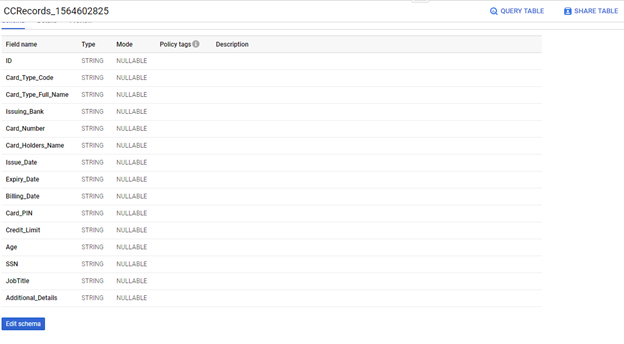 CCRecords_1564602825 QUERY TABLE SHARE TABLE
Field name Type Mode Policy tags Description
ID STRING NULLABLE
Card_Type_Code STRING NULLABLE
Card_Type_Full_Name STRING NULLABLE
Issuing_Bank STRING NULLABLE
Card_Number STRING NULLABLE
Card_Holders_Name STRING NULLABLE
Issue_Date STRING NULLABLE
Expiry_Date STRING NULLABLE
Billing_Date STRING NULLABLE
Card_PIN STRING NULLABLE
Credit_Limit STRING NULLABLE
Age STRING NULLABLE
SSN STRING NULLABLE
JobTitle STRING NULLABLE
Additional_Details STRING NULLABLE
Edit schema